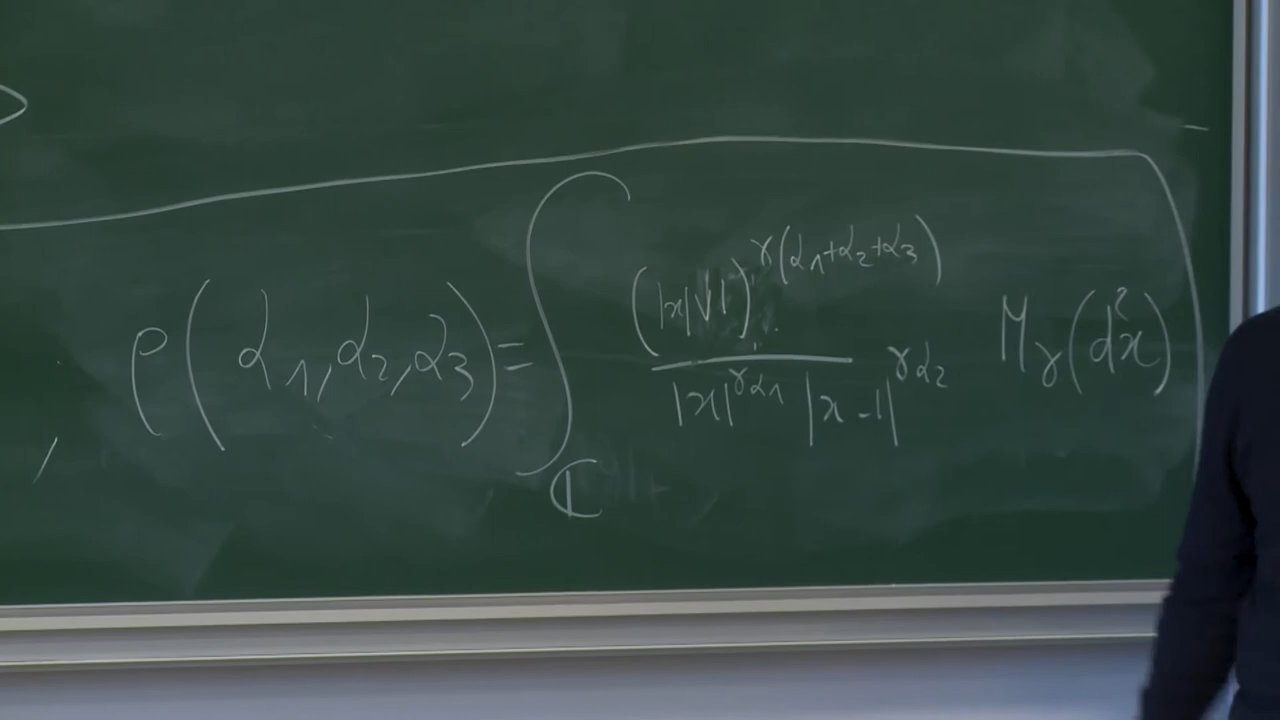 ρ(α₁,α₂,α₃) = ∫_ℂ (|x|∨1)^{γ(α₁+α₂+α₃)} / |x|^{γα₁} |x-1|^{γα₂} M_γ(d²x)